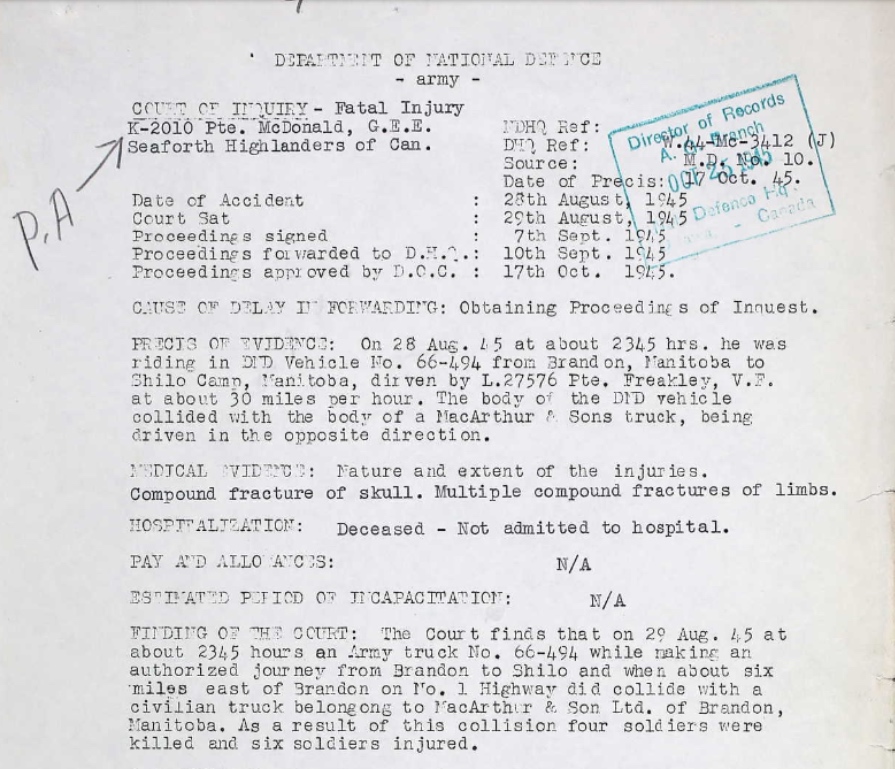 DEPARTMENT OF NATIONAL DEFENCE
- army -
COURT OF INQUIRY - Fatal Injury
K-2010 Pte. McDonald, G.E.E.
Seaforth Highlanders of Can.
P.A
NDHQ Ref:
DHQ Ref: W.44-Mc-3412 (J)
Source: M.D. No. 10.
Date of Precis: 17 Oct. 45.
Director of Records
A. Branch
OCT 25 1945
Defence Hq.
- Canada
Date of Accident : 28th August, 1945
Court Sat : 29th August, 1945
Proceedings signed : 7th Sept. 1945
Proceedings forwarded to D.H.Q.: 10th Sept. 1945
Proceedings approved by D.O.C. : 17th Oct. 1945.
CAUSE OF DELAY IN FORWARDING: Obtaining Proceedings of Inquest.
PRECIS OF EVIDENCE: On 28 Aug. 45 at about 2345 hrs. he was
riding in DND Vehicle No. 66-494 from Brandon, Manitoba to
Shilo Camp, Manitoba, dirven by L.27576 Pte. Freakley, V.F.
at about 30 miles per hour. The body of the DND vehicle
collided with the body of a MacArthur & Sons truck, being
driven in the opposite direction.
MEDICAL EVIDENCE: Nature and extent of the injuries.
Compound fracture of skull. Multiple compound fractures of limbs.
HOSPITALIZATION: Deceased - Not admitted to hospital.
PAY AND ALLOWANCES: N/A
ESTIMATED PERIOD OF INCAPACITATION: N/A
FINDING OF THE COURT: The Court finds that on 29 Aug. 45 at
about 2345 hours an Army truck No. 66-494 while making an
authorized journey from Brandon to Shilo and when about six
miles east of Brandon on No. 1 Highway did collide with a
civilian truck belongong to MacArthur & Son Ltd. of Brandon,
Manitoba. As a result of this collision four soldiers were
killed and six soldiers injured.